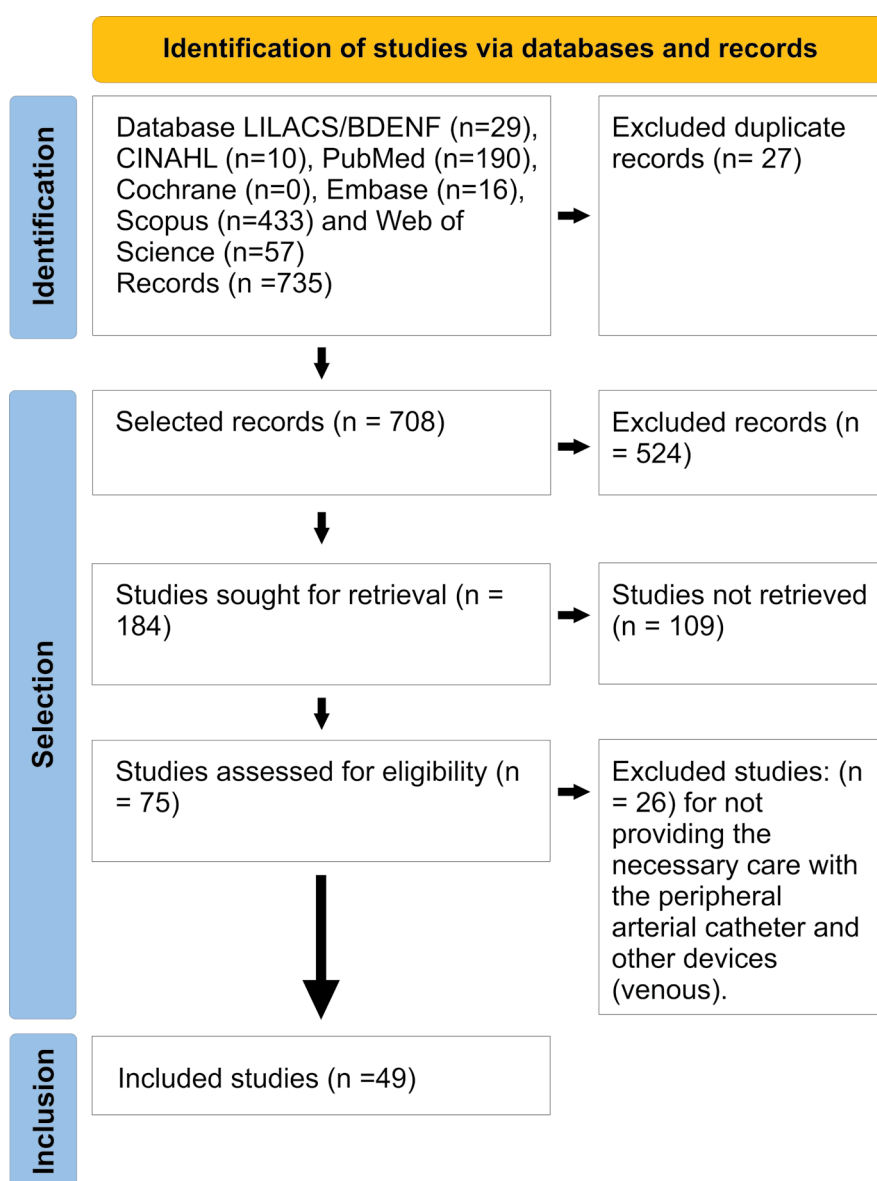 Identification of studies via databases and records
Identification
Database LILACS/BDENF (n=29),
CINAHL (n=10), PubMed (n=190),
Cochrane (n=0), Embase (n=16),
Scopus (n=433) and Web of
Science (n=57)
Records (n =735)
Excluded duplicate
records (n= 27)
Selection
Selected records (n = 708)
Excluded records (n
= 524)
Studies sought for retrieval (n =
184)
Studies not retrieved
(n = 109)
Studies assessed for eligibility (n
= 75)
Excluded studies: (n
= 26) for not
providing the
necessary care with
the peripheral
arterial catheter and
other devices
(venous).
Inclusion
Included studies (n =49)